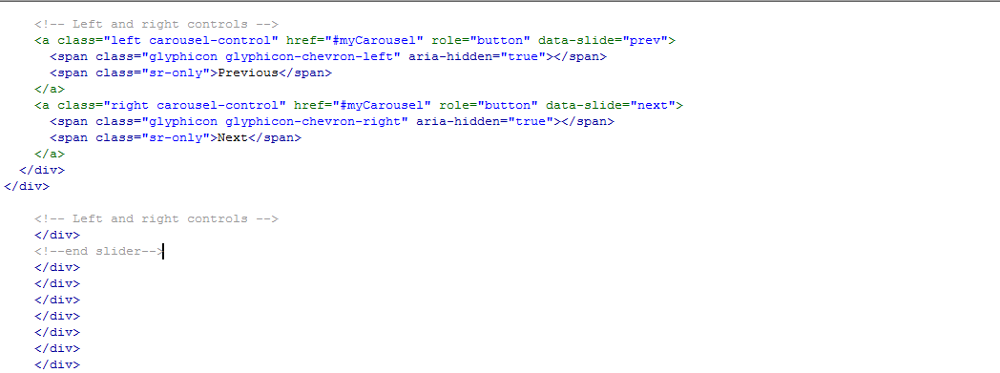 <!-- Left and right controls -->
<a class="left carousel-control" href="#myCarousel" role="button" data-slide="prev">
<span class="glyphicon glyphicon-chevron-left" aria-hidden="true"></span>
<span class="sr-only">Previous</span>
</a>
<a class="right carousel-control" href="#myCarousel" role="button" data-slide="next">
<span class="glyphicon glyphicon-chevron-right" aria-hidden="true"></span>
<span class="sr-only">Next</span>
</a>
</div>
</div>
<!-- Left and right controls -->
</div>
<!--end slider-->
</div>
</div>
</div>
</div>
</div>
</div>
</div>